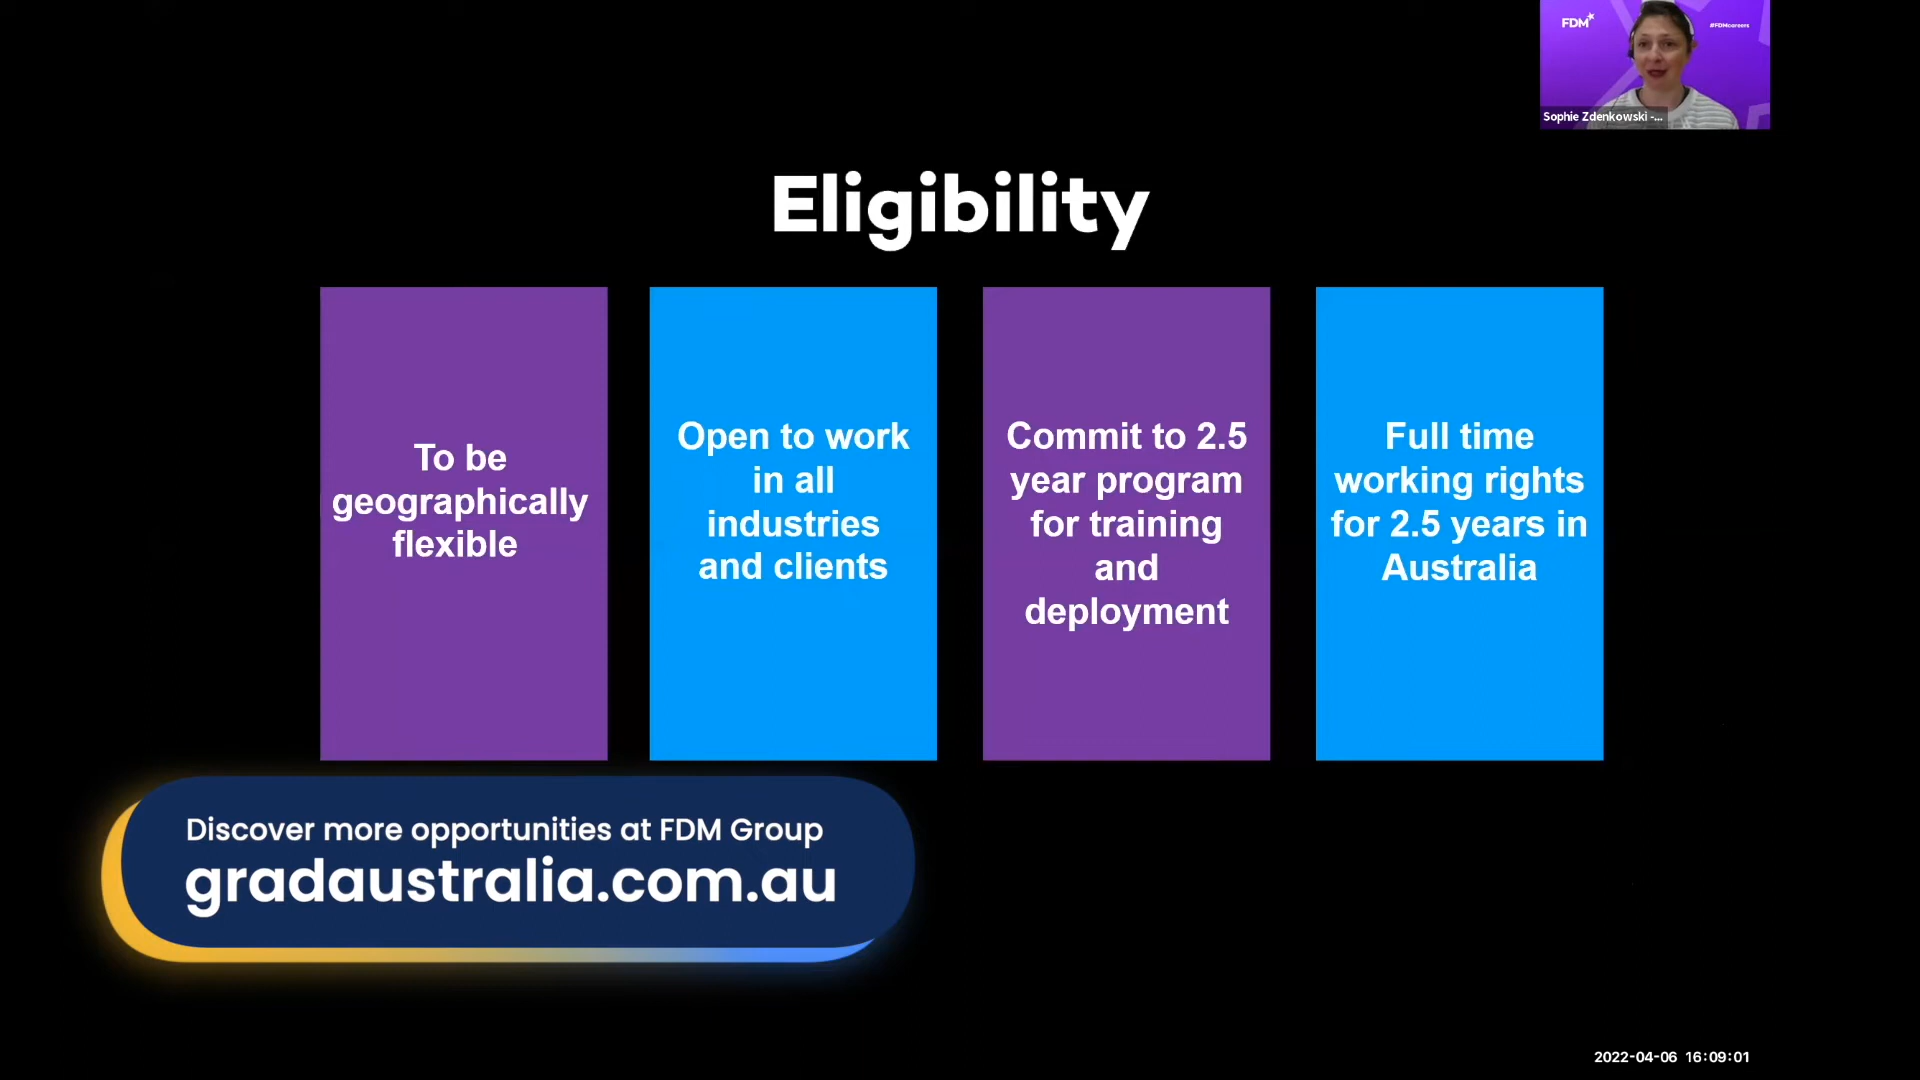 FDM
#FDMcareers
Sophie Zdenkowski -...
Eligibility
To be
geographically
flexible
Open to work
in all
industries
and clients
Commit to 2.5
year program
for training
and
deployment
Full time
working rights
for 2.5 years in
Australia
Discover more opportunities at FDM Group
gradaustralia.com.au
2022-04-06 16:09:01